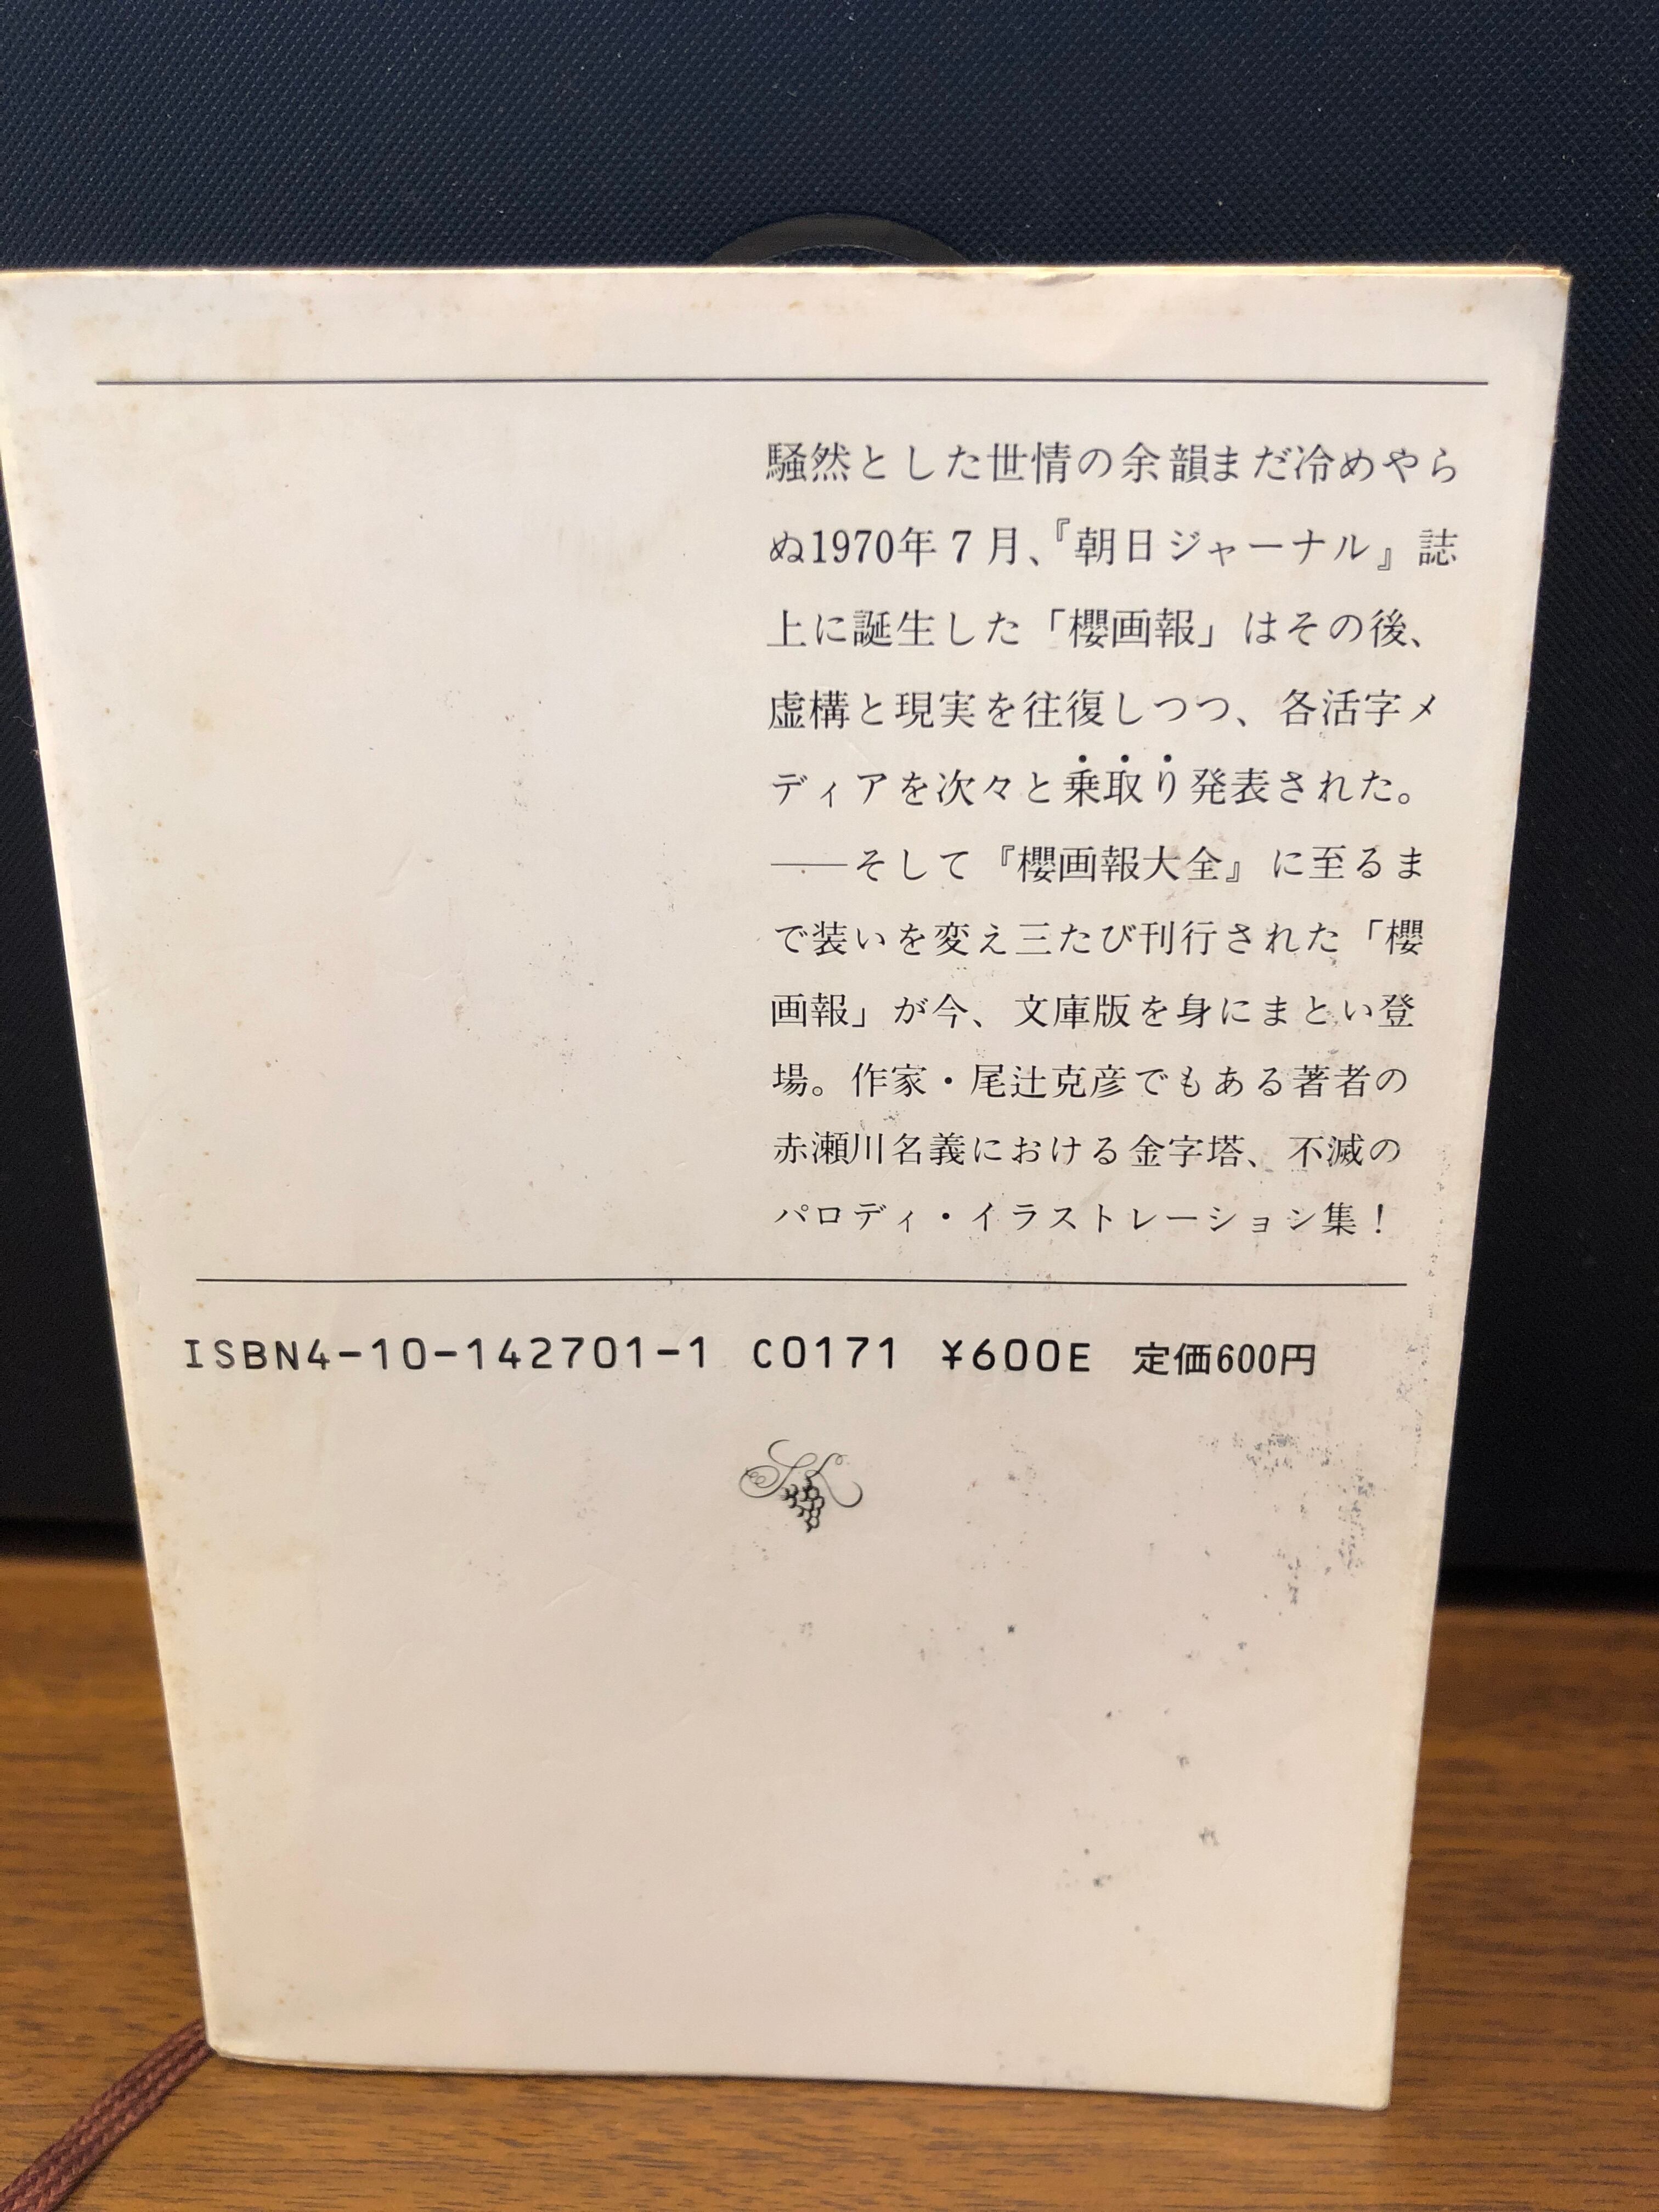 騒然とした世情の余韻まだ冷めやら
ぬ1970年7月、『朝日ジャーナル』誌
上に誕生した「櫻画報」はその後、
虚構と現実を往復しつつ、各活字メ
ディアを次々と乗取り発表された。
──そして『櫻画報大全』に至るま
で装いを変え三たび刊行された「櫻
画報」が今、文庫版を身にまとい登
場。作家・尾辻克彦でもある著者の
赤瀬川名義における金字塔、不滅の
パロディ・イラストレーション集！
ISBN4-10-142701-1 C0171 ¥600E 定価600円